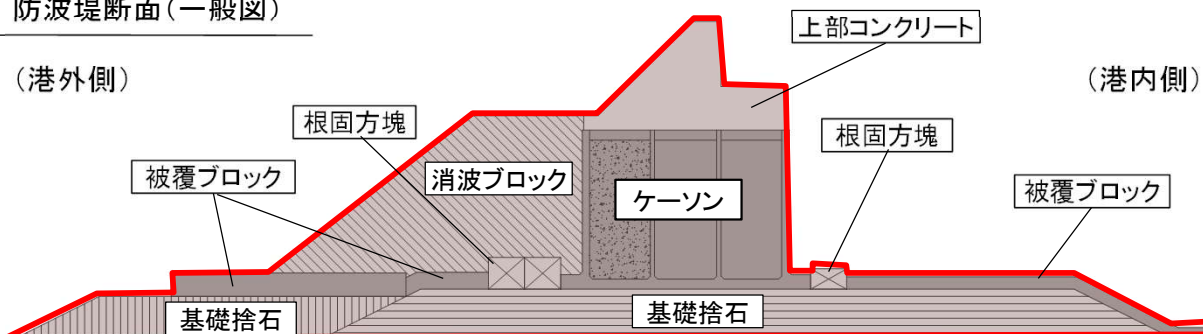 防波堤断面(一般図)
(港外側)
上部コンクリート
(港内側)
根固方塊
根固方塊
被覆ブロック
消波ブロック
ケーソン
被覆ブロック
基礎捨石
基礎捨石